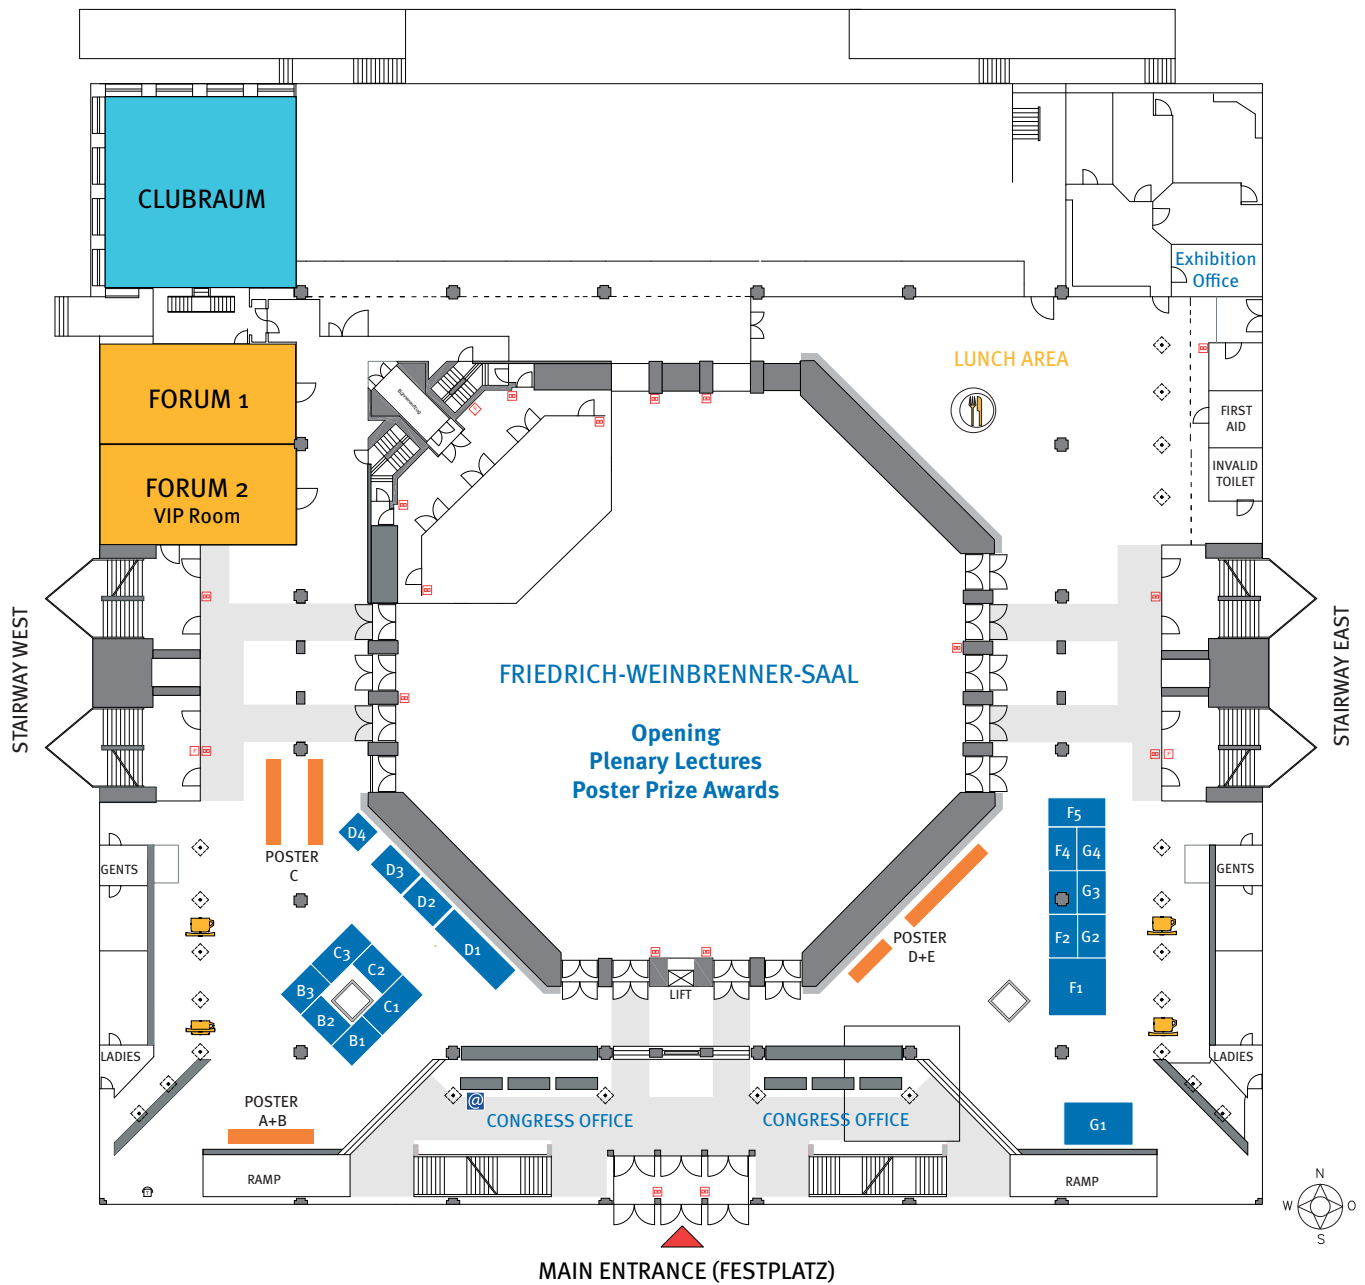 CLUBRAUM
Exhibition
Office
FORUM 1
LUNCH AREA
FIRST
AID
INVALID
TOILET
FORUM 2
VIP Room
STAIRWAY WEST
STAIRWAY EAST
FRIEDRICH-WEINBRENNER-SAAL
Opening
Plenary Lectures
Poster Prize Awards
POSTER
C
GENTS
D4
D3
D2
D1
F5
F4
G4
G3
F2
G2
F1
GENTS
POSTER
D+E
C3
C2
B3
C1
B2
B1
LIFT
LADIES
LADIES
POSTER
A+B
@
CONGRESS OFFICE
CONGRESS OFFICE
G1
RAMP
RAMP
N
W
O
S
MAIN ENTRANCE (FESTPLATZ)